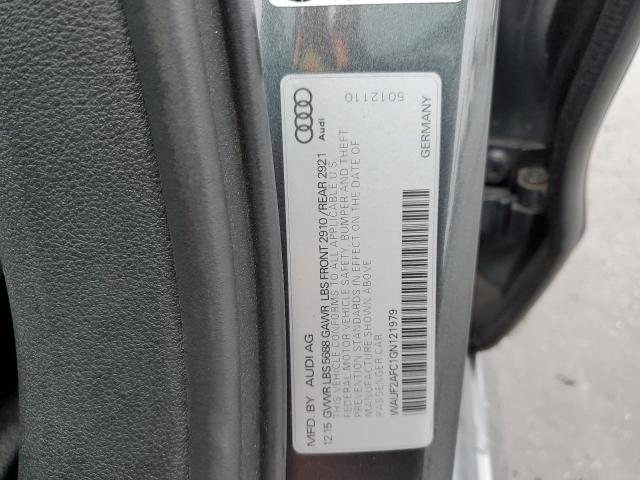 MFD. BY AUDI AG
12 15 GVWR LBS 5688 GAWR LBS FRONT 2910 /REAR 2921
THIS VEHICLE CONFORMS TO ALL APPLICABLE U.S.
FEDERAL MOTOR VEHICLE SAFETY, BUMPER AND THEFT
PREVENTION STANDARDS IN EFFECT ON THE DATE OF
MANUFACTURE SHOWN ABOVE
PASSENGER CAR
WAUF2AFC1GN121979
GERMANY
Audi
5012110